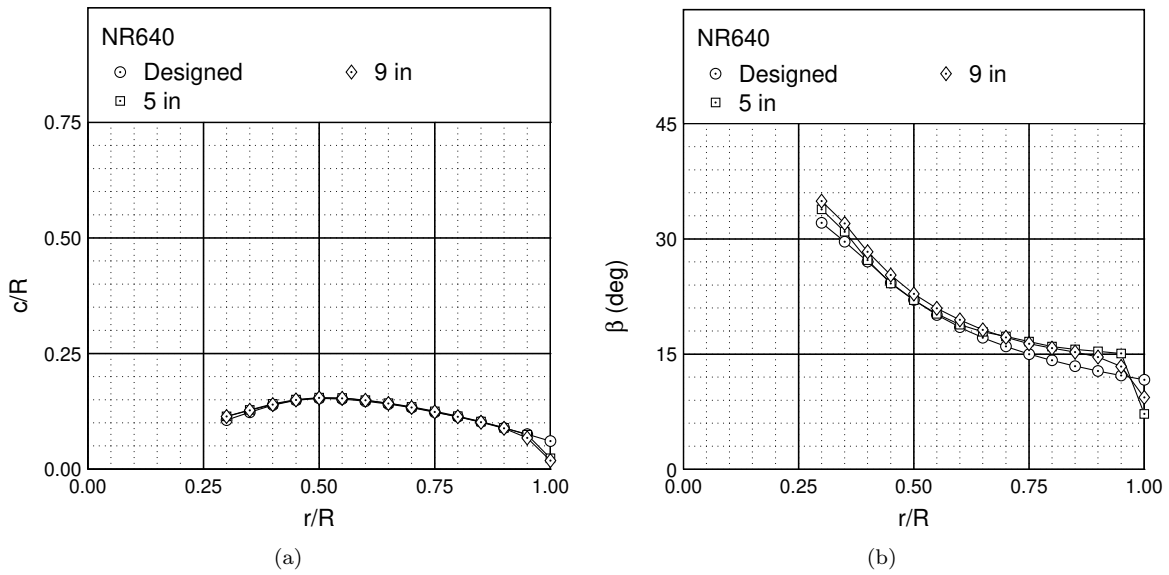 NR640
Designed
9 in
5 in
0.75
0.50
0.25
0.00
c/R
0.00 0.25 0.50 0.75 1.00
r/R
(a)
NR640
Designed
9 in
5 in
45
30
15
0
β (deg)
0.00 0.25 0.50 0.75 1.00
r/R
(b)